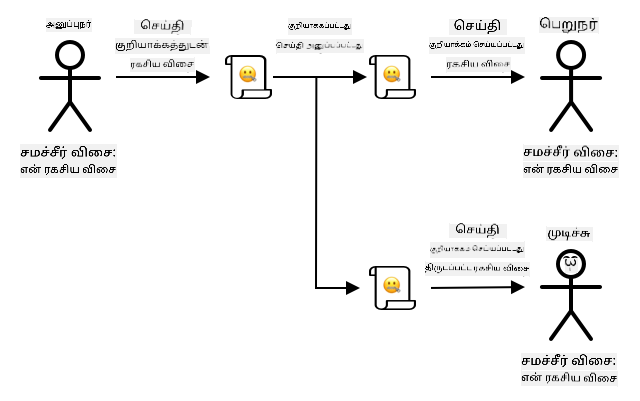 அனுப்புநர்
செய்தி
குறியாக்கத்துடன்
ரகசிய விசை
குறியாக்கப்பட்டது
செய்தி அனுப்பப்பட்டது
செய்தி
குறியாக்கம் செய்யப்பட்டது
ரகசிய விசை
பெறுநர்
சமச்சீர் விசை:
என் ரகசிய விசை
சமச்சீர் விசை:
என் ரகசிய விசை
செய்தி
குறியாக்கம் செய்யப்பட்டது
திருடப்பட்ட ரகசிய விசை
முடிச்சு
சமச்சீர் விசை:
என் ரகசிய விசை